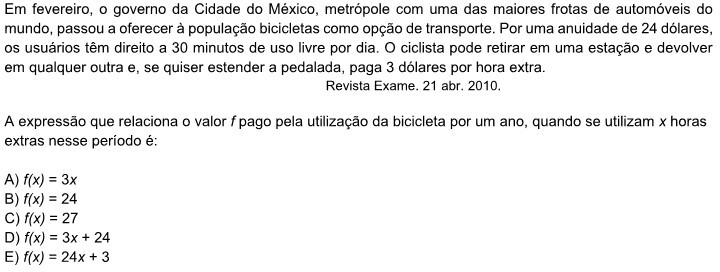 Em fevereiro, o governo da Cidade do México, metrópole com uma das maiores frotas de automóveis do
mundo, passou a oferecer à população bicicletas como opção de transporte. Por uma anuidade de 24 dólares,
os usuários têm direito a 30 minutos de uso livre por dia. O ciclista pode retirar em uma estação e devolver
em qualquer outra e, se quiser estender a pedalada, paga 3 dólares por hora extra.
Revista Exame. 21 abr. 2010.
A expressão que relaciona o valor f pago pela utilização da bicicleta por um ano, quando se utilizam x horas
extras nesse período é:
A) f(x) = 3x
B) f(x) = 24
C) f(x) = 27
D) f(x) = 3x + 24
E) f(x) = 24x + 3